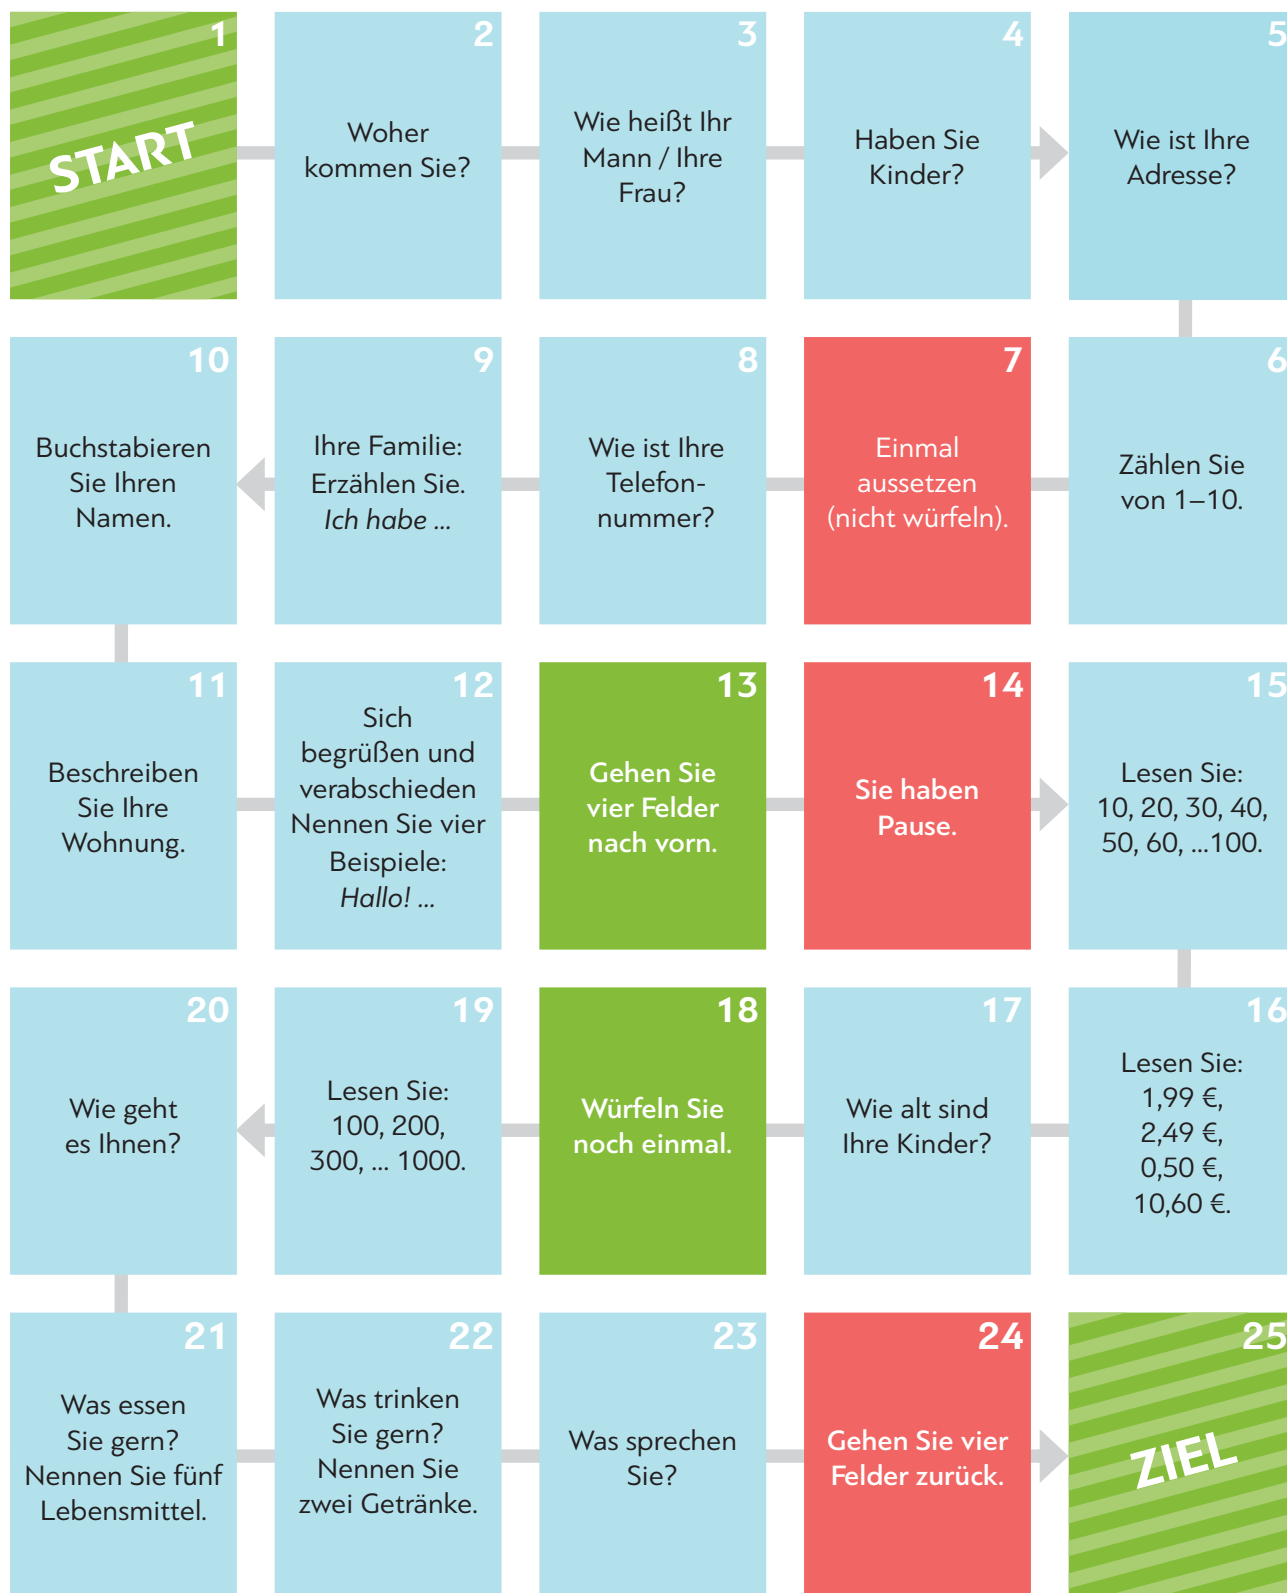 1
START
2
Woher
kommen Sie?
3
Wie heißt Ihr
Mann / Ihre
Frau?
4
Haben Sie
Kinder?
5
Wie ist Ihre
Adresse?
6
Zählen Sie
von 1–10.
7
Einmal
aussetzen
(nicht würfeln).
8
Wie ist Ihre
Telefon-
nummer?
9
Ihre Familie:
Erzählen Sie.
Ich habe ...
10
Buchstabieren
Sie Ihren
Namen.
11
Beschreiben
Sie Ihre
Wohnung.
12
Sich
begrüßen und
verabschieden
Nennen Sie vier
Beispiele:
Hallo! ...
13
Gehen Sie
vier Felder
nach vorn.
14
Sie haben
Pause.
15
Lesen Sie:
10, 20, 30, 40,
50, 60, ...100.
16
Lesen Sie:
1,99 €,
2,49 €,
0,50 €,
10,60 €.
17
Wie alt sind
Ihre Kinder?
18
Würfeln Sie
noch einmal.
19
Lesen Sie:
100, 200,
300, ... 1000.
20
Wie geht
es Ihnen?
21
Was essen
Sie gern?
Nennen Sie fünf
Lebensmittel.
22
Was trinken
Sie gern?
Nennen Sie
zwei Getränke.
23
Was sprechen
Sie?
24
Gehen Sie vier
Felder zurück.
25
ZIEL